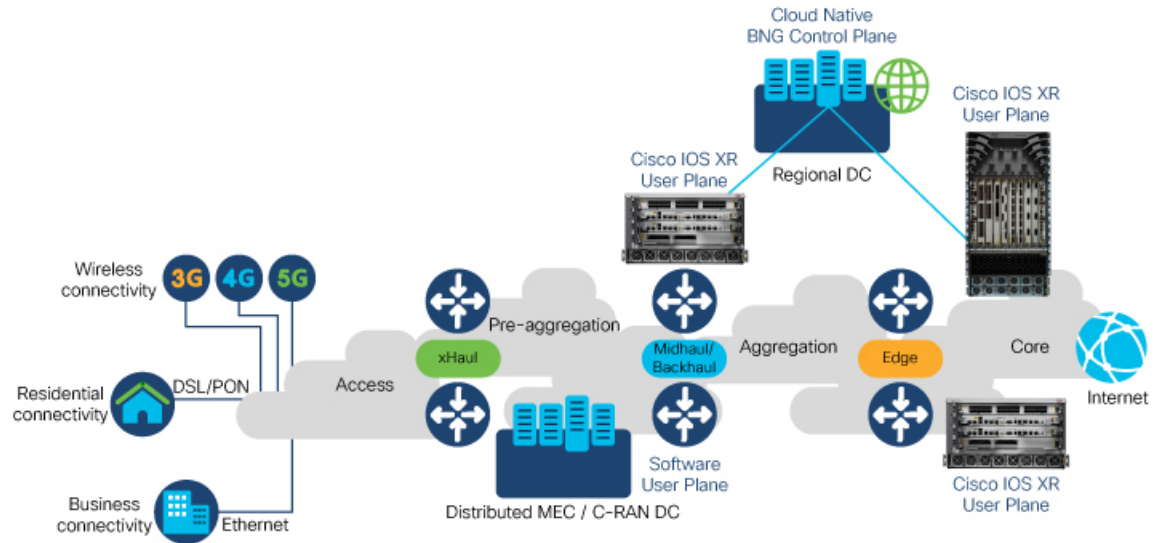 Cloud Native
BNG Control Plane
Cisco IOS XR
User Plane
Cisco IOS XR
User Plane
Regional DC
Wireless
connectivity
3G
4G
5G
Pre-aggregation
xHaul
Midhaul/
Backhaul
Aggregation
Edge
Core
Access
DSL/PON
Residential
connectivity
Internet
Software
User Plane
Cisco IOS XR
User Plane
Business
connectivity
Ethernet
Distributed MEC / C-RAN DC